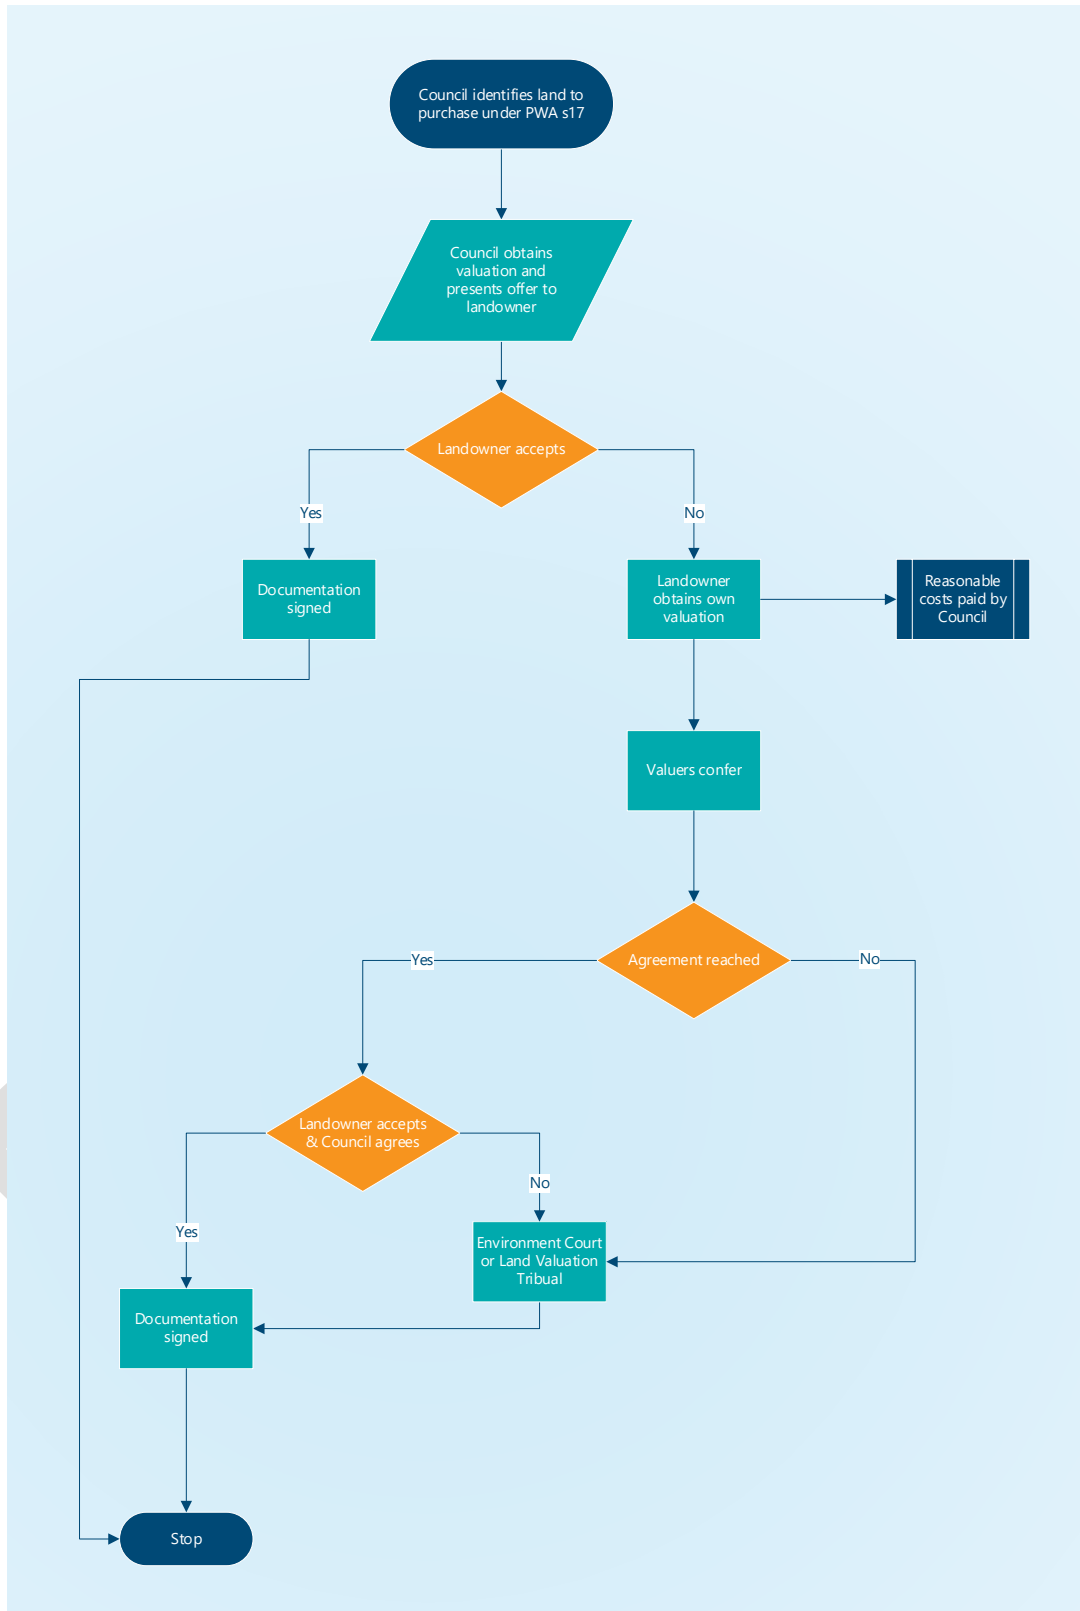 Council identifies land to
purchase under PWA s17
Council obtains
valuation and
presents offer to
landowner
Landowner accepts
Yes
No
Documentation
signed
Landowner
obtains own
valuation
Reasonable
costs paid by
Council
Valuers confer
Agreement reached
Yes
No
Landowner accepts
& Council agrees
No
Yes
Environment Court
or Land Valuation
Tribual
Documentation
signed
Stop